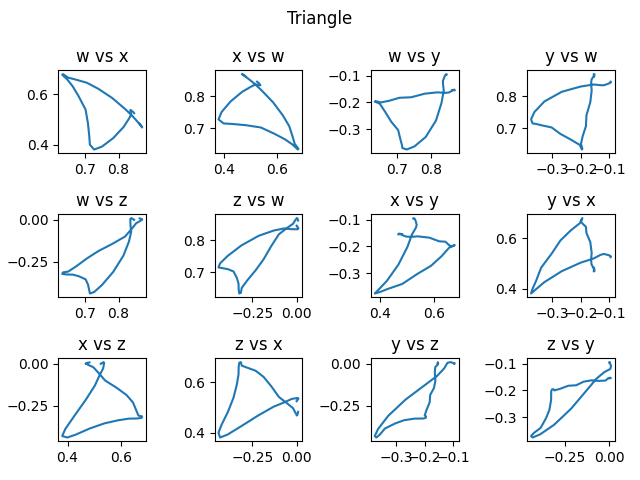 Triangle
w vs x
x vs w
w vs y
y vs w
0.6
0.4
0.7 0.8
0.8
0.7
0.4 0.6
−0.1
−0.2
−0.3
0.7 0.8
0.8
0.7
−0.3 −0.2 −0.1
w vs z
z vs w
x vs y
y vs x
0.00
−0.25
0.7 0.8
0.8
0.7
−0.25 0.00
−0.1
−0.2
−0.3
0.4 0.6
0.6
0.4
−0.3 −0.2 −0.1
x vs z
z vs x
y vs z
z vs y
0.00
−0.25
0.4 0.6
0.6
0.4
−0.25 0.00
0.00
−0.25
−0.3 −0.2 −0.1
−0.1
−0.2
−0.3
−0.25 0.00